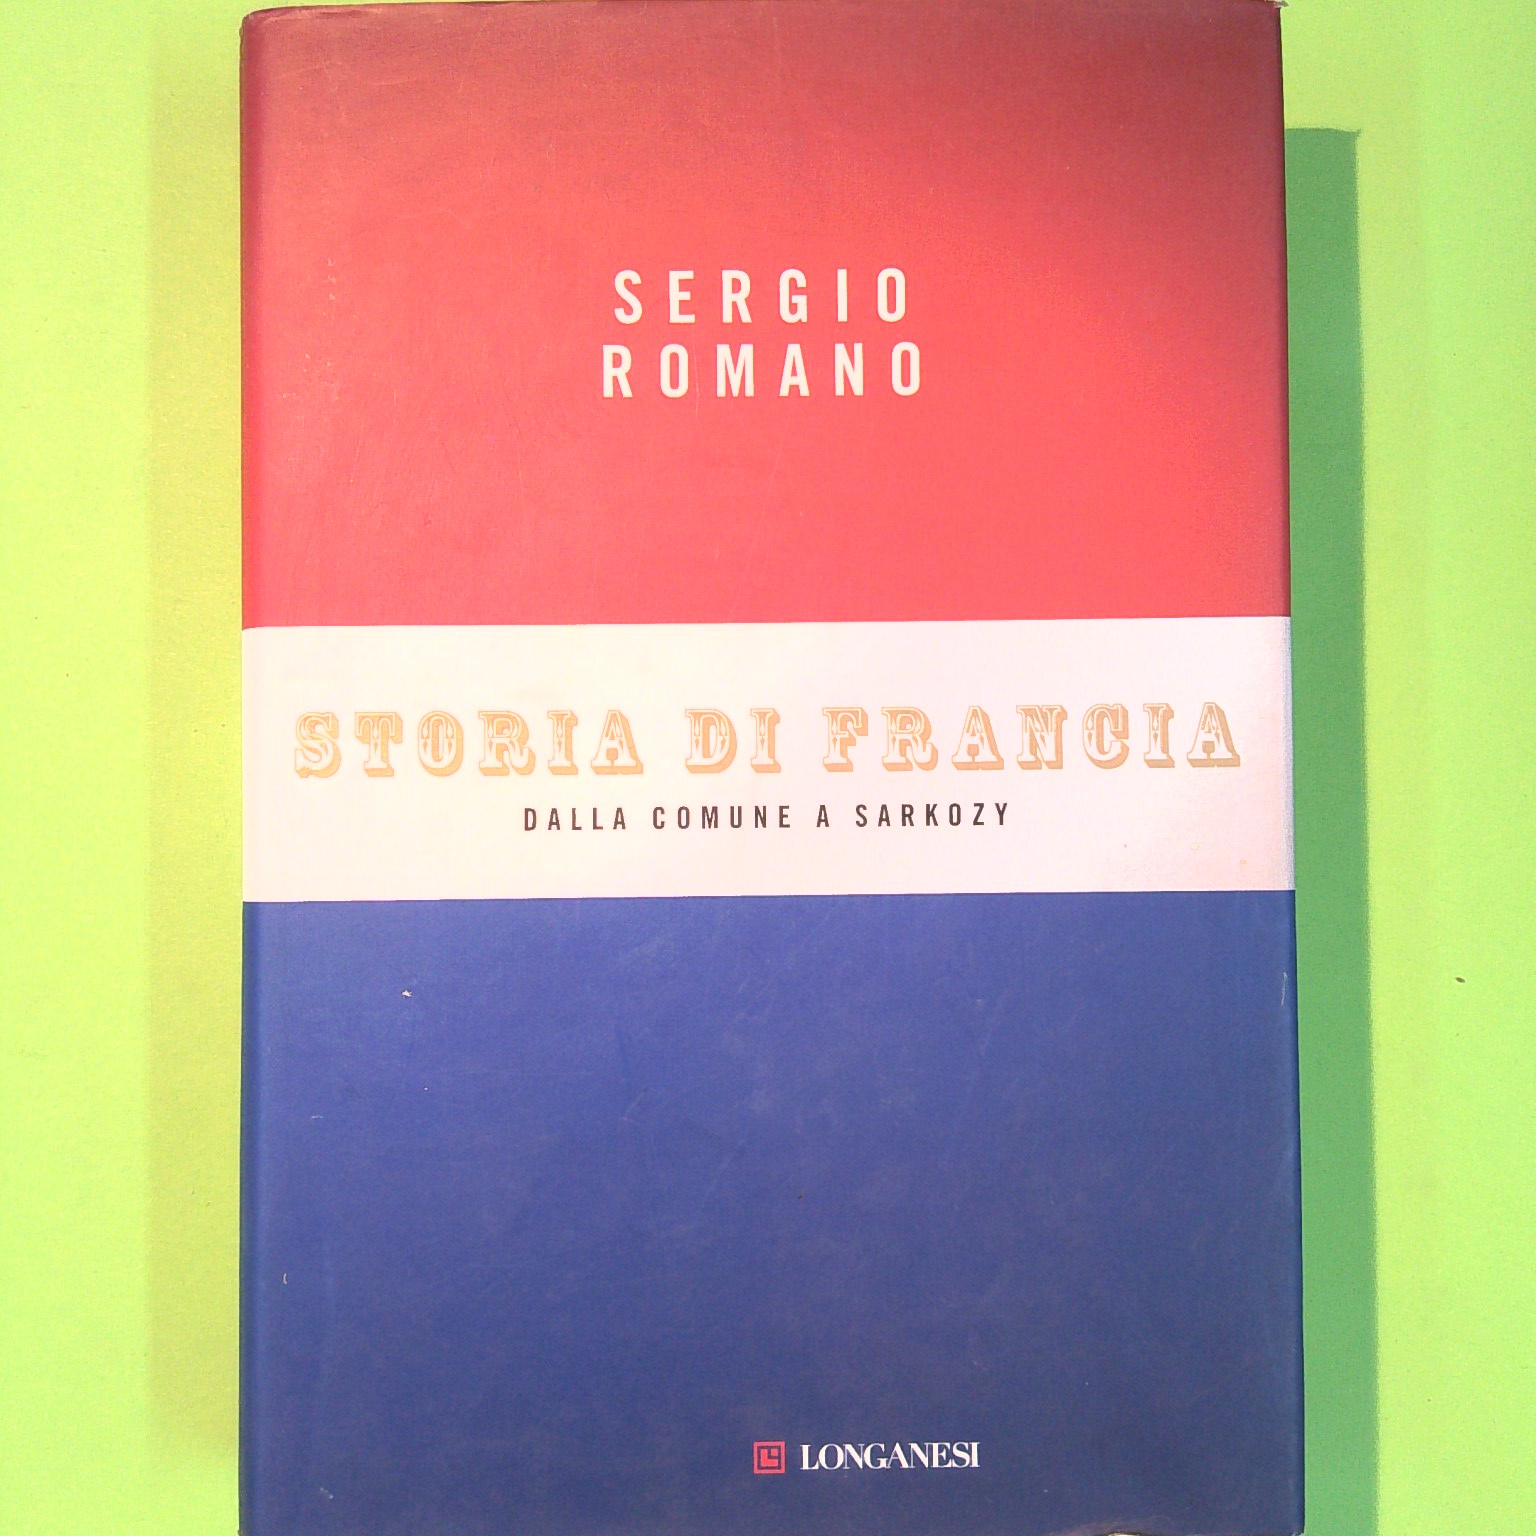 SERGIO
ROMANO
STORIA DI FRANCIA
DALLA COMUNE A SARKOZY
LONGANESI